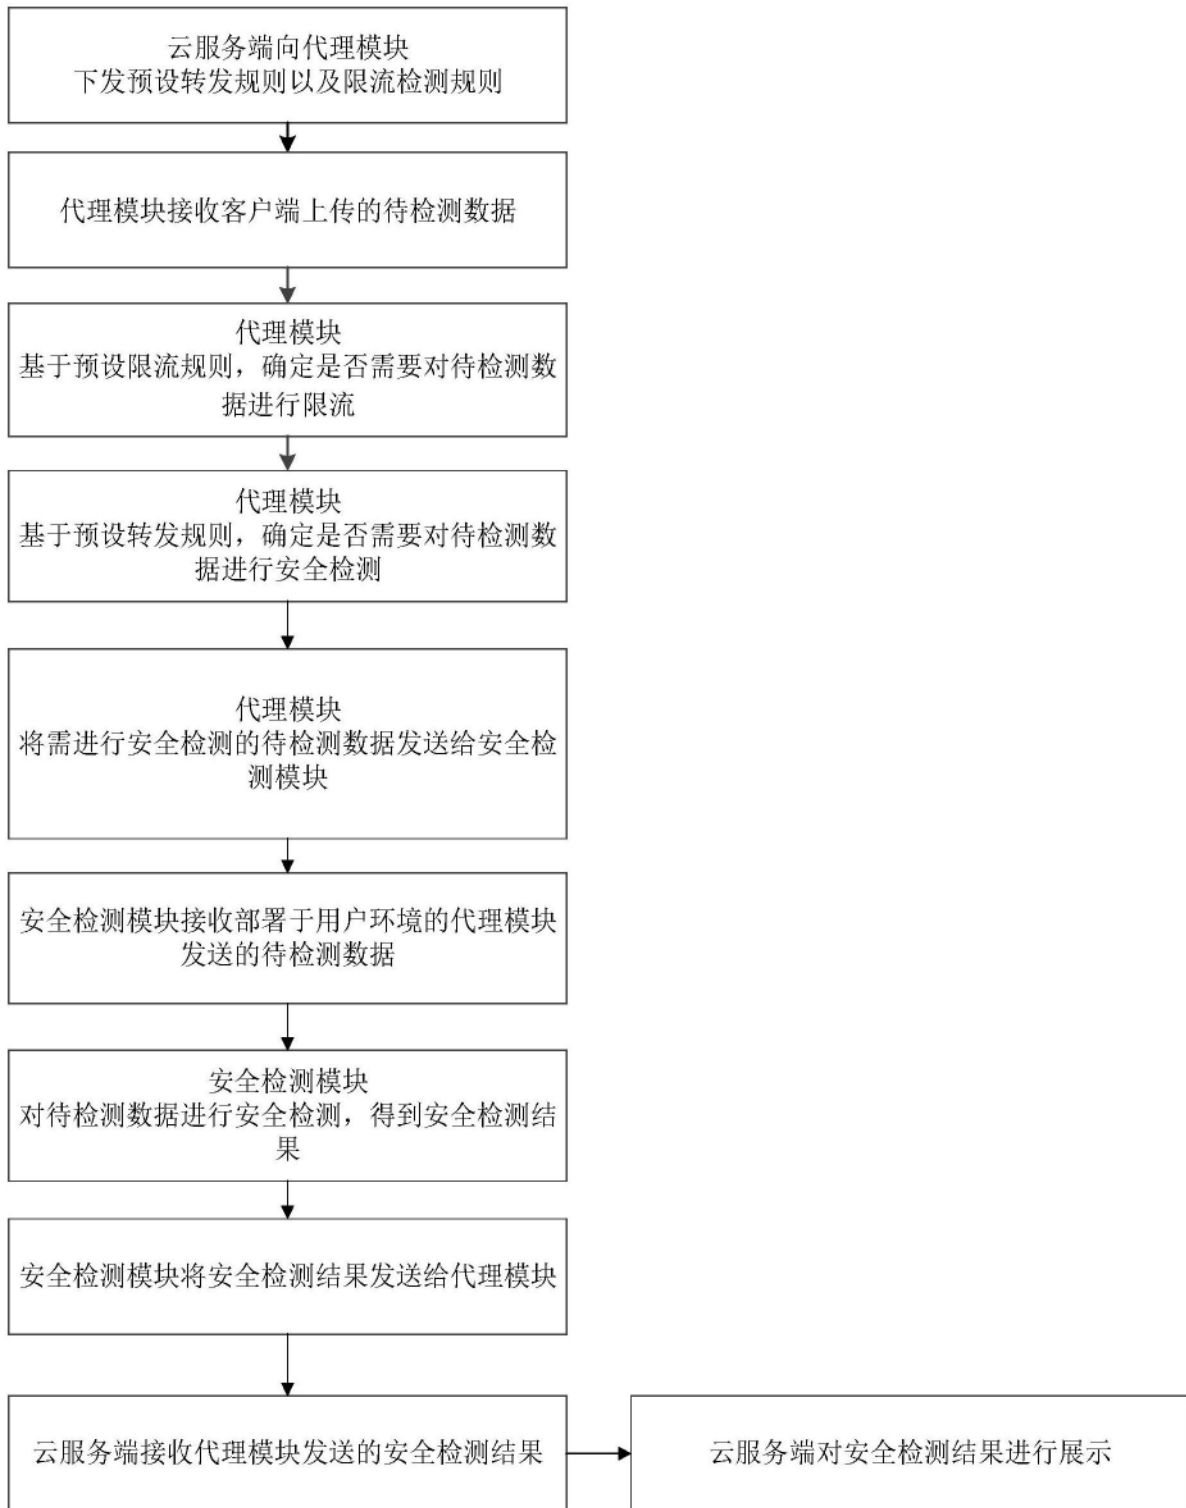 云服务端向代理模块
下发预设转发规则以及限流检测规则
代理模块接收客户端上传的待检测数据
代理模块
基于预设限流规则，确定是否需要对待检测数
据进行限流
代理模块
基于预设转发规则，确定是否需要对待检测数
据进行安全检测
代理模块
将需进行安全检测的待检测数据发送给安全检
测模块
安全检测模块接收部署于用户环境的代理模块
发送的待检测数据
安全检测模块
对待检测数据进行安全检测，得到安全检测结
果
安全检测模块将安全检测结果发送给代理模块
云服务端接收代理模块发送的安全检测结果
云服务端对安全检测结果进行展示